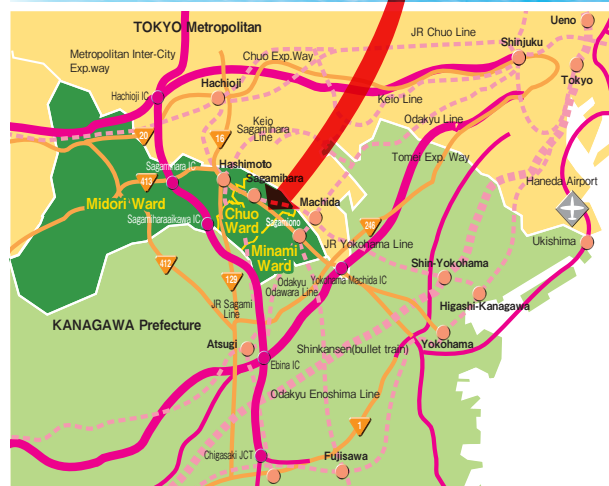 TOKYO Metropolitan
Ueno
JR Chuo Line
Shinjuku
Metropolitan Inter-City
Exp.way
Chuo Exp.Way
Tokyo
Hachioji
Hachioji IC
Keio Line
Odakyu Line
20
16
Keio
Sagamihara
Line
Tomei Exp. Way
Sagamihara IC
Hashimoto
Sagamihara
413
Haneda Airport
Midori Ward
Sagamiharaaikawa IC
Chuo
Ward
Machida
Sagamiono
246
Minami
Ward
JR Yokohama Line
Ukishima
412
129
Odakyu
Odawara Line
Yokohama Machida IC
Shin-Yokohama
JR Sagami
Line
Higashi-Kanagawa
KANAGAWA Prefecture
Atsugi
Shinkansen(bullet train)
Yokohama
Ebina IC
Odakyu Enoshima Line
1
Chigasaki JCT
Fujisawa